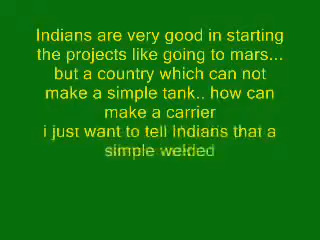 Indians are very good in starting
the projects like going to mars...
but a country which can not
make a simple tank.. how can
make a carrier
i just want to tell Indians that a
simple welded